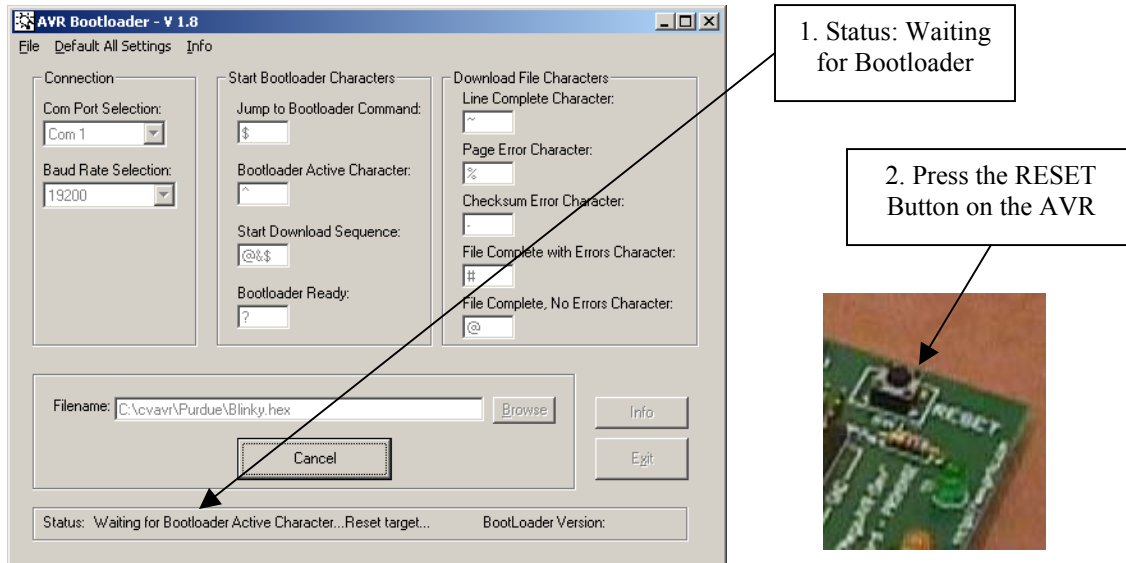 AVR Bootloader - V 1.8
File Default All Settings Info
Connection
Com Port Selection:
Com 1
Baud Rate Selection:
19200
Start Bootloader Characters
Jump to Bootloader Command:
$
Bootloader Active Character:
^
Start Download Sequence:
@&$
Bootloader Ready:
?
Download File Characters
Line Complete Character:
~
Page Error Character:
%
Checksum Error Character:
-
File Complete with Errors Character:
#
File Complete, No Errors Character:
@
Filename: C:\cvavr\Purdue\Blinky.hex Browse
Cancel
Info
Exit
Status: Waiting for Bootloader Active Character...Reset target... BootLoader Version:
1. Status: Waiting
for Bootloader
2. Press the RESET
Button on the AVR
RESET